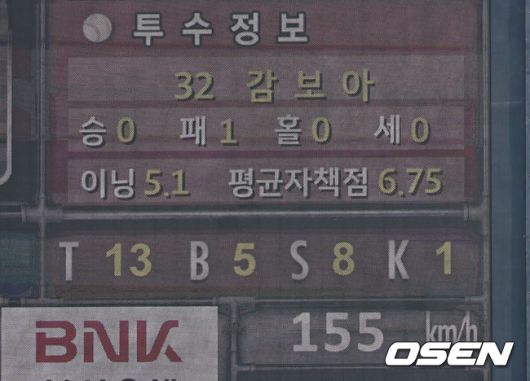 투수정보
32 감보아
승 0 패 1 홀 0 세 0
이닝 5.1 평균자책점 6.75
T 13 B 5 S 8 K 1
BNK 155 km/h
OSEN